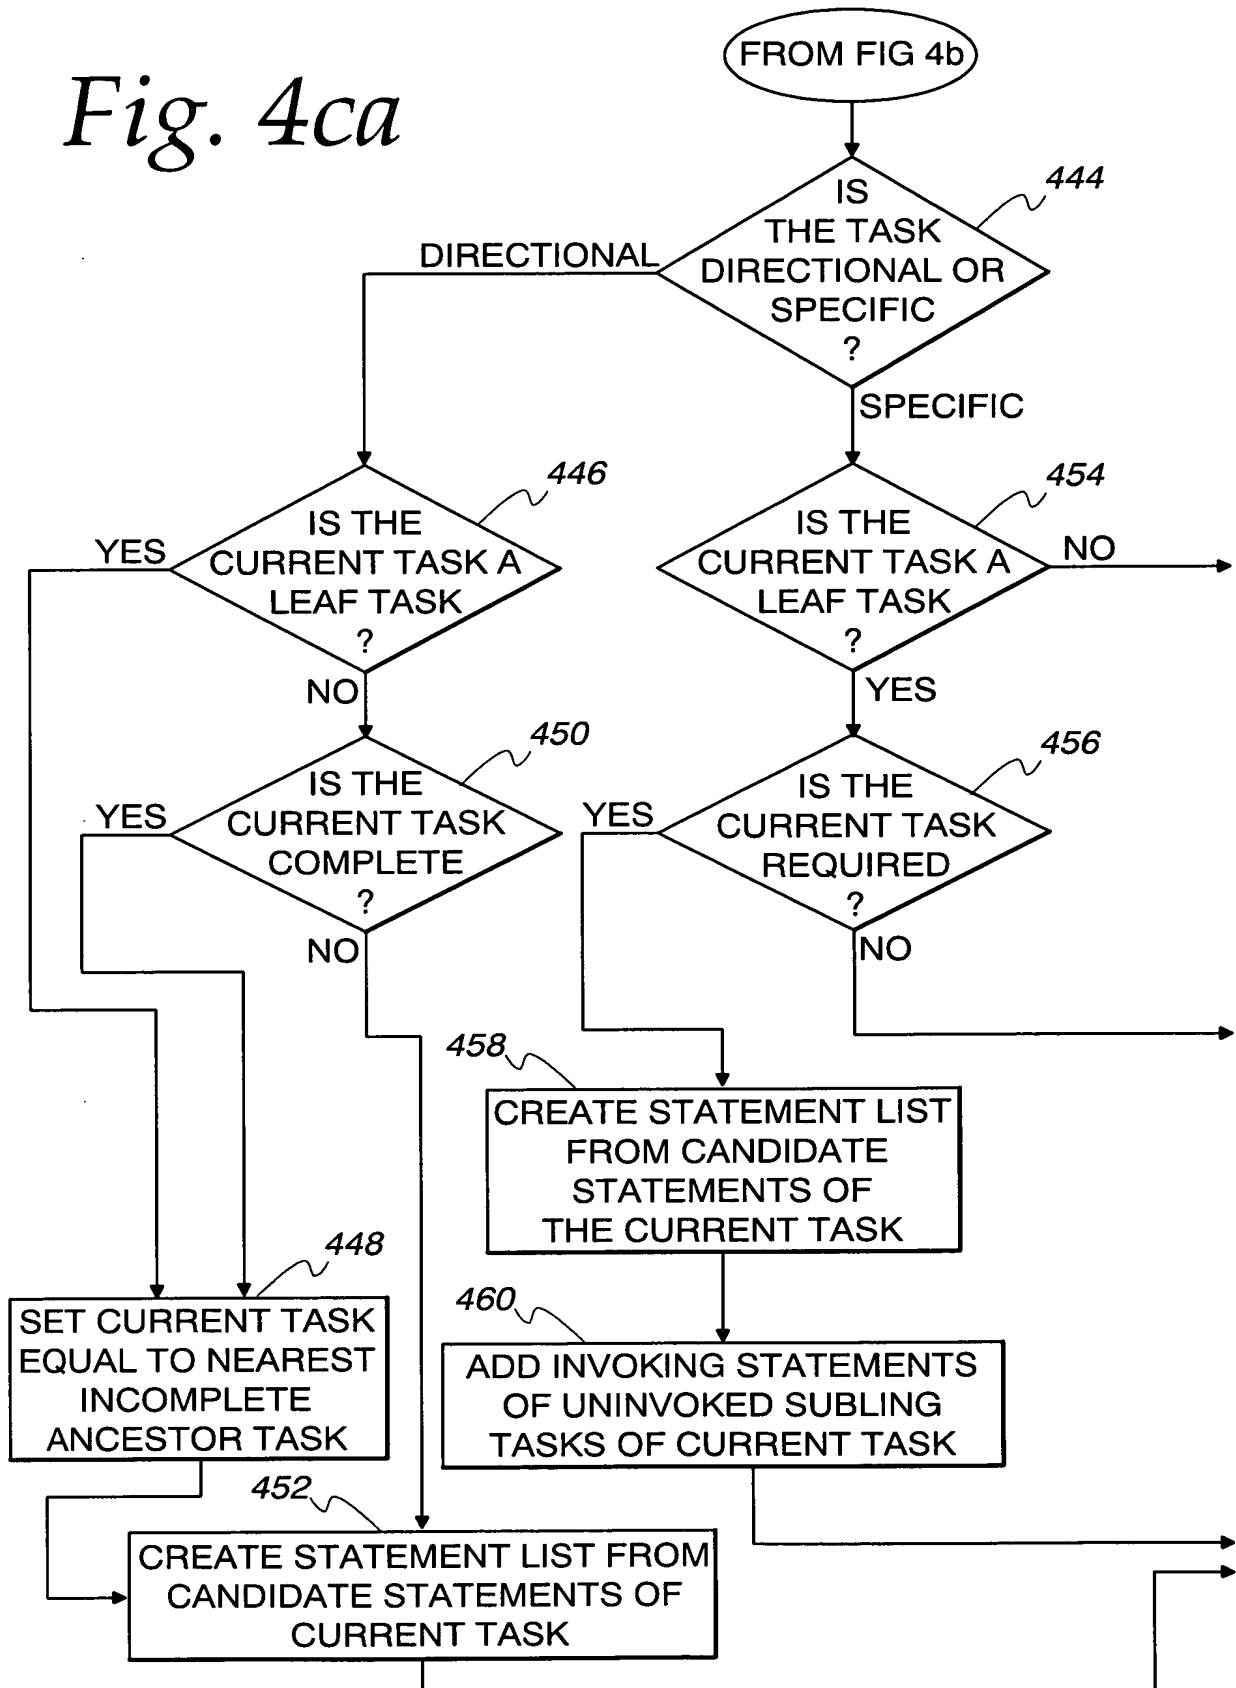 FROM FIG 4b
Fig. 4ca
444
IS
THE TASK
DIRECTIONAL OR
SPECIFIC
?
DIRECTIONAL
SPECIFIC
446
IS THE
CURRENT TASK A
LEAF TASK
?
YES
NO
454
IS THE
CURRENT TASK A
LEAF TASK
?
NO
YES
450
IS THE
CURRENT TASK
COMPLETE
?
YES
NO
456
IS THE
CURRENT TASK
REQUIRED
?
YES
NO
458
CREATE STATEMENT LIST
FROM CANDIDATE
STATEMENTS OF
THE CURRENT TASK
448
SET CURRENT TASK
EQUAL TO NEAREST
INCOMPLETE
ANCESTOR TASK
460
ADD INVOKING STATEMENTS
OF UNINVOKED SUBLING
TASKS OF CURRENT TASK
452
CREATE STATEMENT LIST FROM
CANDIDATE STATEMENTS OF
CURRENT TASK